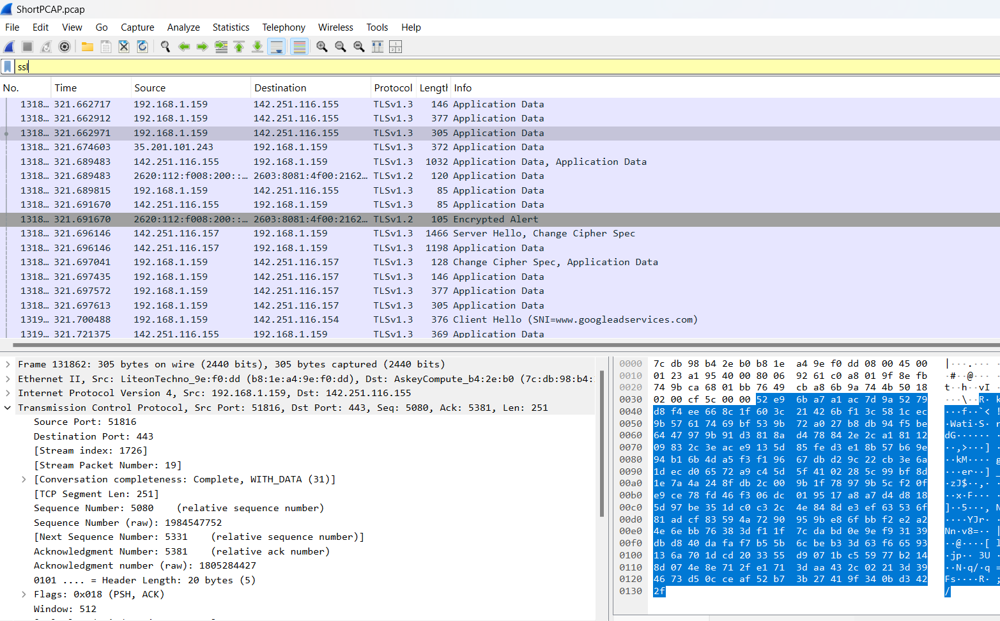 ShortPCAP.pcap
File Edit View Go Capture Analyze Statistics Telephony Wireless Tools Help
ssl
No. Time Source Destination Protocol Length Info
1318… 321.662717 192.168.1.159 142.251.116.155 TLSv1.3 146 Application Data
1318… 321.662912 192.168.1.159 142.251.116.155 TLSv1.3 377 Application Data
1318… 321.662971 192.168.1.159 142.251.116.155 TLSv1.3 305 Application Data
1318… 321.674603 35.201.101.243 192.168.1.159 TLSv1.3 372 Application Data
1318… 321.689483 142.251.116.155 192.168.1.159 TLSv1.3 1032 Application Data, Application Data
1318… 321.689483 2620:112:f008:200::… 2603:8081:4f00:2162… TLSv1.2 120 Application Data
1318… 321.689815 192.168.1.159 142.251.116.155 TLSv1.3 85 Application Data
1318… 321.691670 142.251.116.155 192.168.1.159 TLSv1.3 85 Application Data
1318… 321.691670 2620:112:f008:200::… 2603:8081:4f00:2162… TLSv1.2 105 Encrypted Alert
1318… 321.696146 142.251.116.157 192.168.1.159 TLSv1.3 1466 Server Hello, Change Cipher Spec
1318… 321.696146 142.251.116.157 192.168.1.159 TLSv1.3 1198 Application Data
1318… 321.697041 192.168.1.159 142.251.116.157 TLSv1.3 128 Change Cipher Spec, Application Data
1318… 321.697435 192.168.1.159 142.251.116.157 TLSv1.3 146 Application Data
1318… 321.697572 192.168.1.159 142.251.116.157 TLSv1.3 377 Application Data
1318… 321.697613 192.168.1.159 142.251.116.157 TLSv1.3 305 Application Data
1319… 321.700488 192.168.1.159 142.251.116.154 TLSv1.3 376 Client Hello (SNI=www.googleadservices.com)
1319… 321.721375 142.251.116.155 192.168.1.159 TLSv1.3 369 Application Data
Frame 131862: 305 bytes on wire (2440 bits), 305 bytes captured (2440 bits)
Ethernet II, Src: LiteonTechno_9e:f0:dd (b8:1e:a4:9e:f0:dd), Dst: AskeyCompute_b4:2e:b0 (7c:db:98:b4:
Internet Protocol Version 4, Src: 192.168.1.159, Dst: 142.251.116.155
Transmission Control Protocol, Src Port: 51816, Dst Port: 443, Seq: 5080, Ack: 5381, Len: 251
Source Port: 51816
Destination Port: 443
[Stream index: 1726]
[Stream Packet Number: 19]
[Conversation completeness: Complete, WITH_DATA (31)]
[TCP Segment Len: 251]
Sequence Number: 5080 (relative sequence number)
Sequence Number (raw): 1984547752
[Next Sequence Number: 5331 (relative sequence number)]
Acknowledgment Number: 5381 (relative ack number)
Acknowledgment number (raw): 1805284427
0101 .... = Header Length: 20 bytes (5)
Flags: 0x018 (PSH, ACK)
Window: 512
0000 7c db 98 b4 2e b0 b8 1e a4 9e f0 dd 08 00 45 00 |···.···
0010 01 23 a1 95 40 00 80 06 92 61 c0 a8 01 9f 8e fb ·#··@···
0020 74 9b ca 68 01 bb 76 49 cb a8 6b 9a 74 4b 50 18 t··h··vI
0030 02 00 cf 5c 00 00 52 e9 6b a7 a1 ac 7d 9a 52 79 ···\··R· k
0040 d8 f4 ee 66 8c 1f 60 3c 21 42 6b f1 3c 58 1c ec ···f··`< !
0050 9b 57 61 74 69 bf 53 9b 72 a0 27 b8 db 94 f5 be ·Wati·S· r
0060 64 47 97 9b 91 d3 81 8a d4 78 84 2e 2c a1 81 12 dG······ ·
0070 09 83 2c 3e ac e9 13 5d 85 fe d3 e1 8b 57 b6 9e ··,>···] ·
0080 94 b1 6b 4d a5 f3 f1 96 67 db d2 9c 22 cb 3e 6a ··kM···· g
0090 1d ec d0 65 72 a9 c4 5d 5f 41 02 28 5c 99 bf 8d ···er··] _
00a0 1e 7a 4a 24 8f db 2c 00 9b 1f 78 97 9b 5c f2 0f ·zJ$··,· ·
00b0 e9 ce 78 fd 46 f3 06 dc 01 95 17 a8 a7 d4 d8 18 ··x·F··· ·
00c0 5d 97 be 35 1d c0 c3 2c 4e 84 8d e3 ef 63 53 6f ]··5···, N
00d0 81 ad cf 83 59 4a 72 90 95 9b e8 6f bb f2 e2 a2 ····YJr· ·
00e0 4e 6e bb 76 38 3d f1 1f 7c da bd 0e 9e f9 31 39 Nn·v8=·· |
00f0 db d8 40 da fa f7 b5 5b 6c be b3 3d 63 f6 65 93 ··@····[ l
0100 13 6a 70 1d cd 20 33 55 d9 07 1b c5 59 77 b2 14 ·jp·· 3U ·
0110 8d 07 4e 8e 71 2f e1 71 3d aa 43 2c 02 21 3d 39 ··N·q/·q =
0120 46 73 d5 0c ce af 52 b7 3b 27 41 9f 34 0b d3 42 Fs····R· ;
0130 2f /